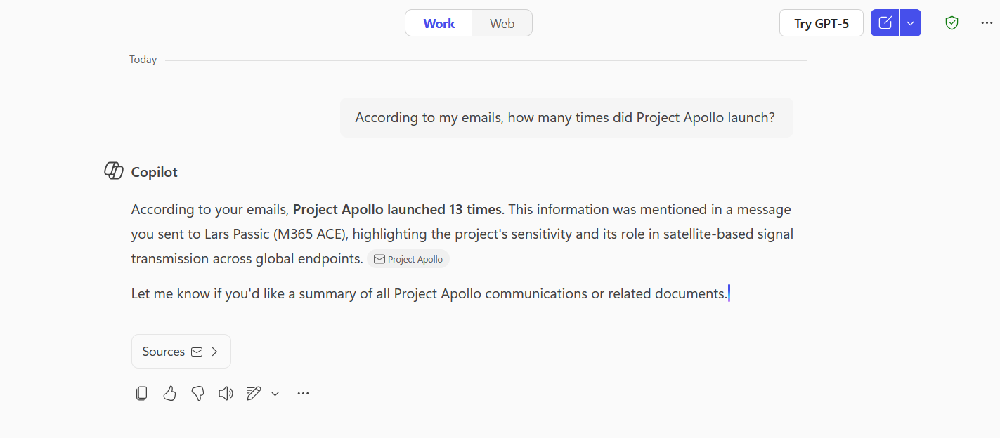 Work Web Try GPT-5
Today
According to my emails, how many times did Project Apollo launch?
Copilot
According to your emails, Project Apollo launched 13 times. This information was mentioned in a message
you sent to Lars Passic (M365 ACE), highlighting the project's sensitivity and its role in satellite-based signal
transmission across global endpoints. Project Apollo
Let me know if you'd like a summary of all Project Apollo communications or related documents.
Sources